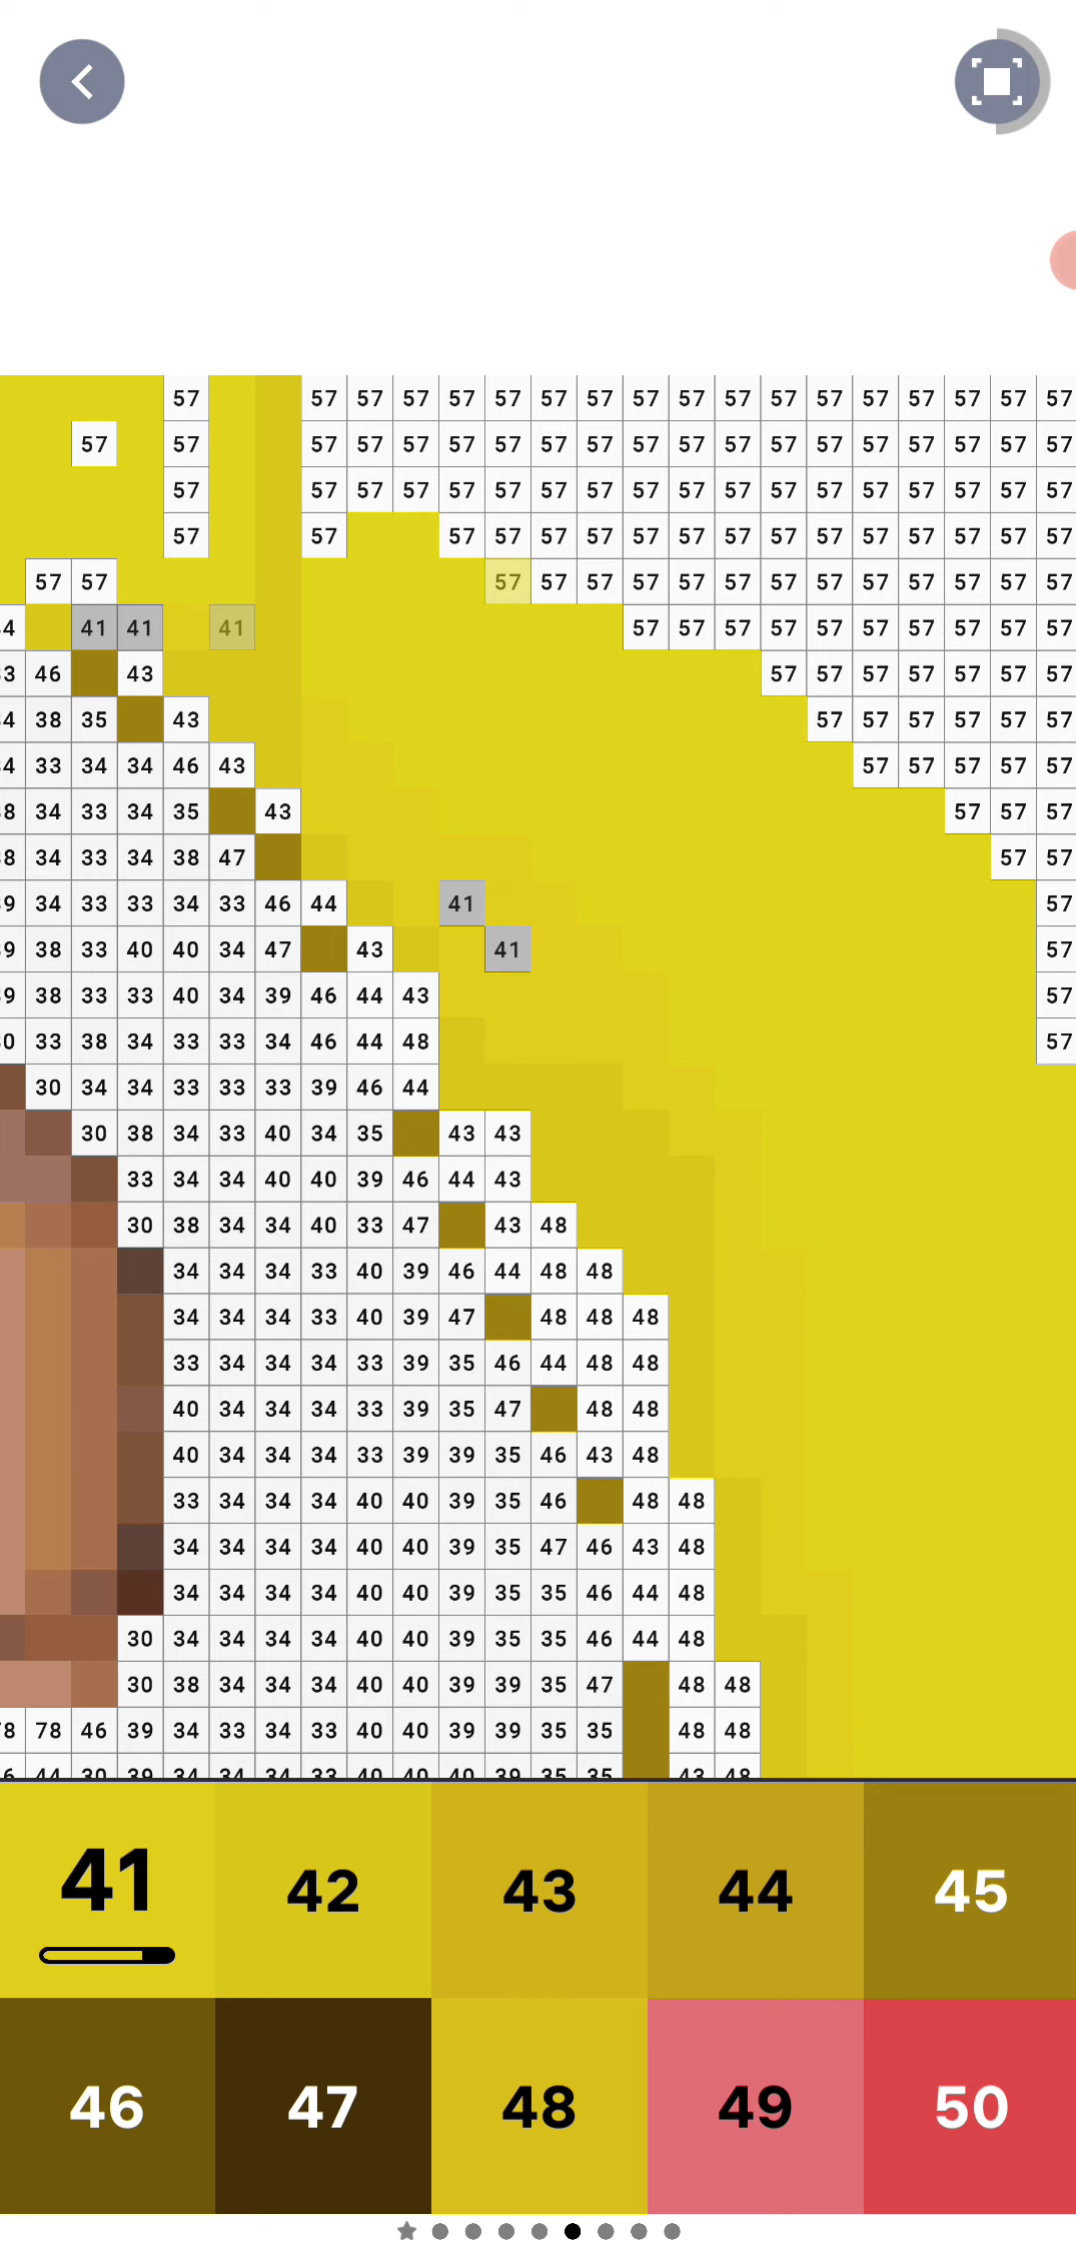 57 57 57 57 57 57 57 57 57 57 57 57 57 57 57 57 57 57
57 57 57 57 57 57 57 57 57 57 57 57 57 57 57 57 57 57 57
57 57 57 57 57 57 57 57 57 57 57 57 57 57 57 57 57 57
57 57 57 57 57 57 57 57 57 57 57 57 57 57 57 57
57 57 57 57 57 57 57 57 57 57 57 57 57 57 57
41 41 41 57 57 57 57 57 57 57 57 57 57
46 43 57 57 57 57 57 57 57
38 35 43 57 57 57 57 57 57
33 34 34 46 43 57 57 57 57 57
34 33 34 35 43 57 57 57
34 33 34 38 47 57 57
34 33 33 34 33 46 44 41 57
38 33 40 40 34 47 43 41 57
38 33 33 40 34 39 46 44 43 57
33 38 34 33 33 34 46 44 48 57
30 34 34 33 33 33 39 46 44
30 38 34 33 40 34 35 43 43
33 34 34 40 40 39 46 44 43
30 38 34 34 40 33 47 43 48
34 34 34 33 40 39 46 44 48 48
34 34 34 33 40 39 47 48 48 48
33 34 34 34 33 39 35 46 44 48 48
40 34 34 34 33 39 35 47 48 48
40 34 34 34 33 39 39 35 46 43 48
33 34 34 34 40 40 39 35 46 48 48
34 34 34 34 40 40 39 35 47 46 43 48
34 34 34 34 40 40 39 35 35 46 44 48
30 34 34 34 34 40 40 39 35 35 46 44 48
30 38 34 34 34 40 40 39 39 35 47 48 48
78 46 39 34 33 34 33 40 40 39 39 35 35 48 48
44 30 39 34 34 34 33 40 40 40 39 35 35 43 48
41 42 43 44 45
46 47 48 49 50